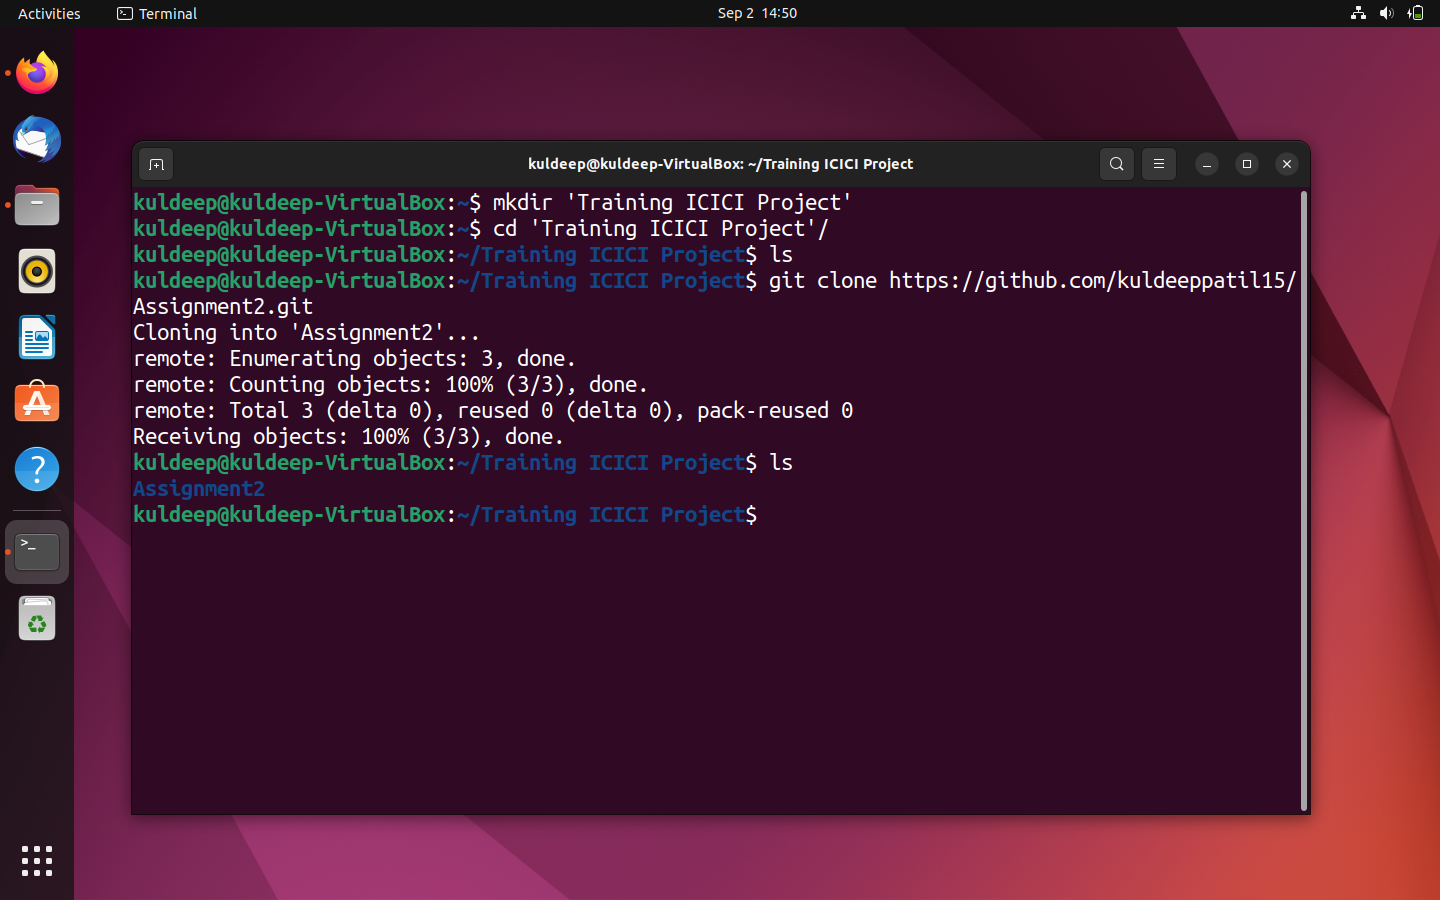 Activities Terminal Sep 2 14:50
kuldeep@kuldeep-VirtualBox: ~/Training ICICI Project
kuldeep@kuldeep-VirtualBox:~$ mkdir 'Training ICICI Project'
kuldeep@kuldeep-VirtualBox:~$ cd 'Training ICICI Project'/
kuldeep@kuldeep-VirtualBox:~/Training ICICI Project$ ls
kuldeep@kuldeep-VirtualBox:~/Training ICICI Project$ git clone https://github.com/kuldeeppatil15/
Assignment2.git
Cloning into 'Assignment2'...
remote: Enumerating objects: 3, done.
remote: Counting objects: 100% (3/3), done.
remote: Total 3 (delta 0), reused 0 (delta 0), pack-reused 0
Receiving objects: 100% (3/3), done.
kuldeep@kuldeep-VirtualBox:~/Training ICICI Project$ ls
Assignment2
kuldeep@kuldeep-VirtualBox:~/Training ICICI Project$